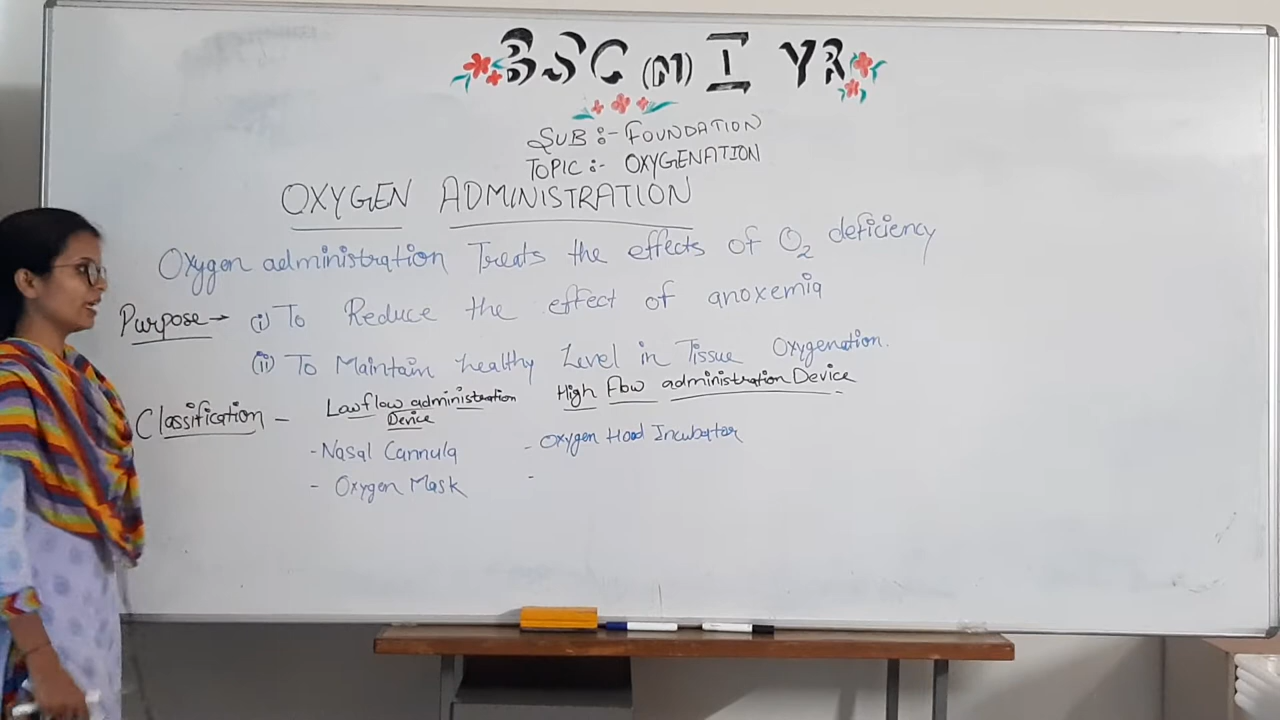 BSC (N) I YR
SUB :- FOUNDATION
TOPIC :- OXYGENATION
OXYGEN ADMINISTRATION
Oxygen administration Treats the effects of O2 deficiency
Purpose → (i) To Reduce the effect of anoxemia
(ii) To Maintain healthy Level in Tissue Oxygenation.
Classification -
Low flow administration Device
- Nasal Cannula
- Oxygen Mask
High Flow administration Device
- Oxygen Hood Incubator
-